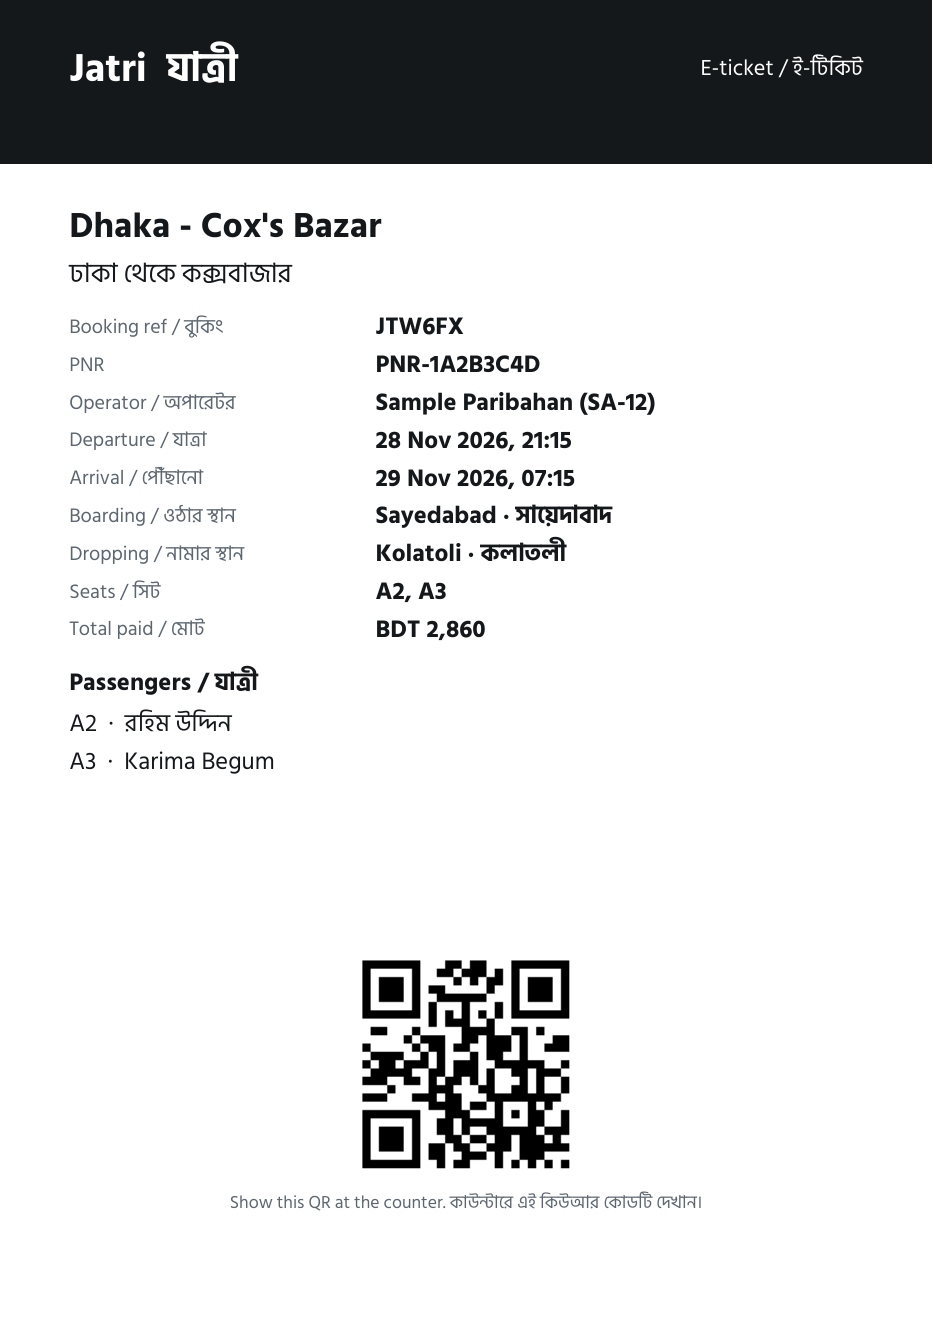 Jatri যাত্রী
E-ticket / ই-টিকিট
Dhaka - Cox's Bazar
ঢাকা থেকে কক্সবাজার
Booking ref / বুকিং JTW6FX
PNR PNR-1A2B3C4D
Operator / অপারেটর Sample Paribahan (SA-12)
Departure / যাত্রা 28 Nov 2026, 21:15
Arrival / পৌঁছানো 29 Nov 2026, 07:15
Boarding / ওঠার স্থান Sayedabad · সায়েদাবাদ
Dropping / নামার স্থান Kolatoli · কলাতলী
Seats / সিট A2, A3
Total paid / মোট BDT 2,860
Passengers / যাত্রী
A2 · রহিম উদ্দিন
A3 · Karima Begum
Show this QR at the counter. কাউন্টারে এই কিউআর কোডটি দেখান।